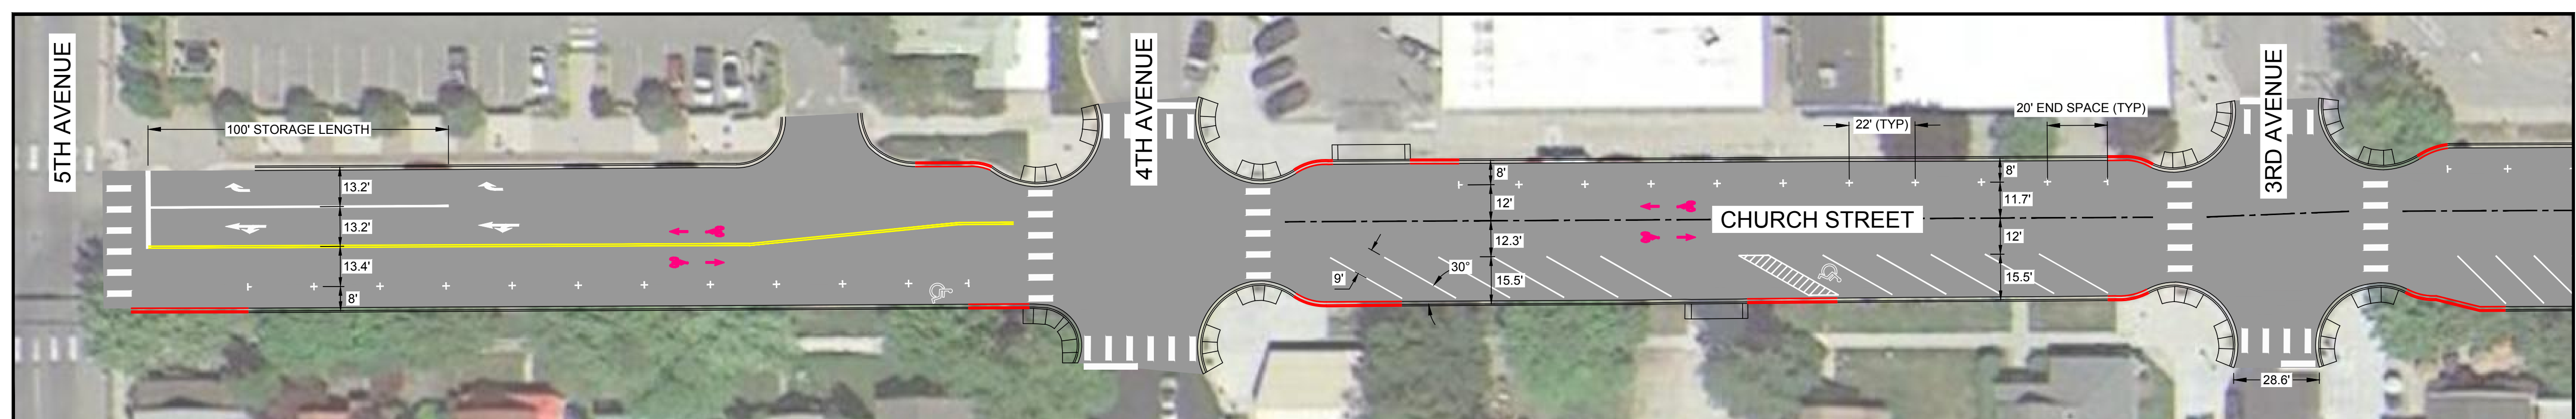 5TH AVENUE
100' STORAGE LENGTH
13.2'
13.2'
13.4'
8'
4TH AVENUE
8'
12'
12.3'
15.5'
9'
30°
CHURCH STREET
22' (TYP)
20' END SPACE (TYP)
8'
11.7'
12'
15.5'
3RD AVENUE
28.6'